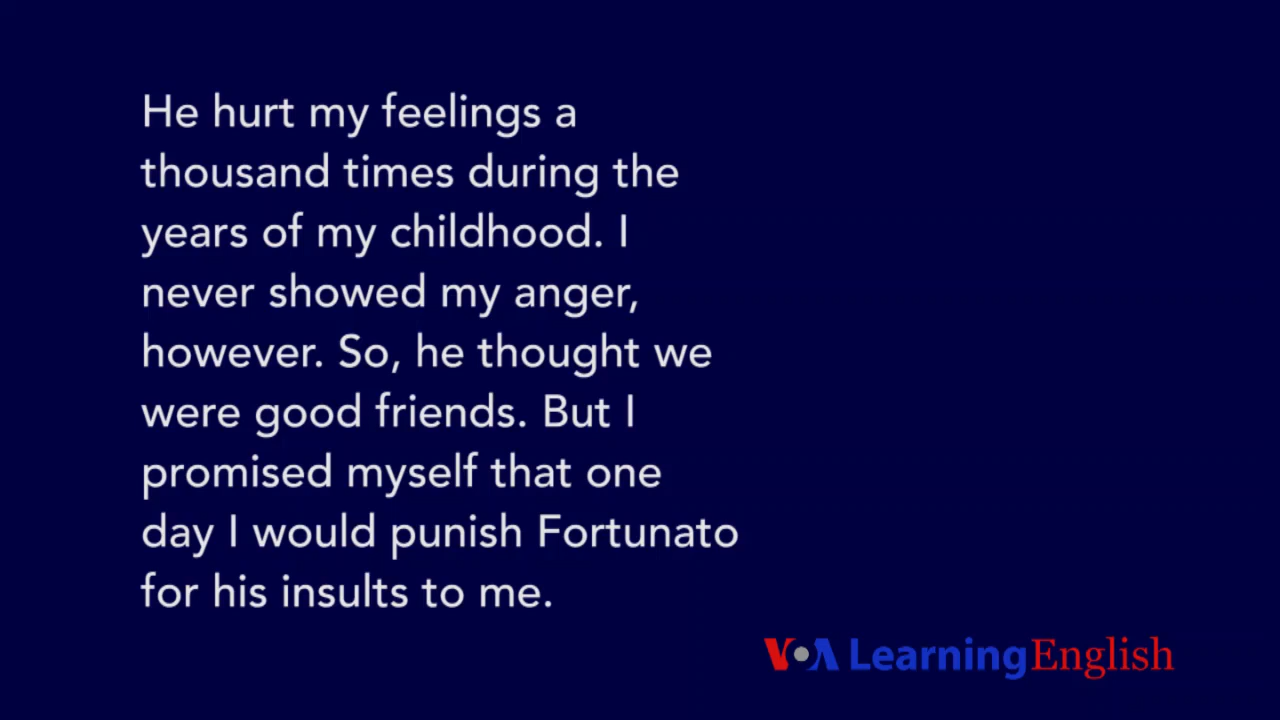 He hurt my feelings a
thousand times during the
years of my childhood. I
never showed my anger,
however. So, he thought we
were good friends. But I
promised myself that one
day I would punish Fortunato
for his insults to me.
VOA Learning English